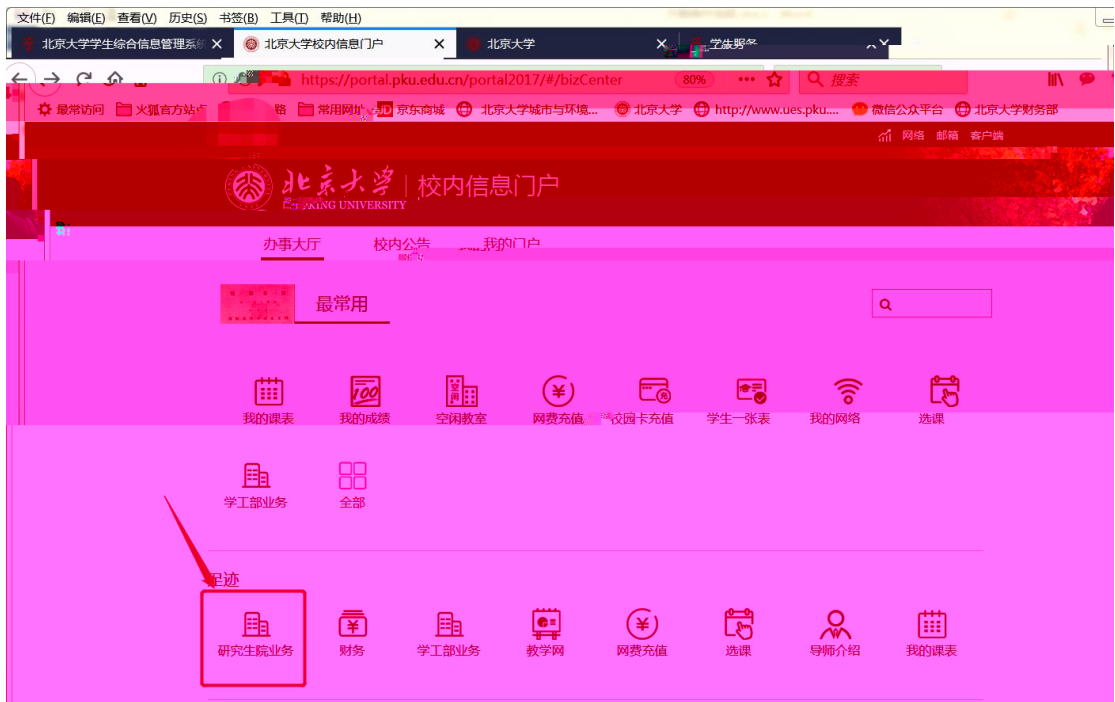 文件(F) 编辑(E) 查看(V) 历史(S) 书签(B) 工具(T) 帮助(H)
北京大学学生综合信息管理系统 北京大学校内信息门户 北京大学
https://portal.pku.edu.cn/portal2017/#/bizCenter 80% 搜索
最常访问 火狐官方站点 常用网址 京东商城 北京大学城市与环境... 北京大学 http://www.ues.pku.... 微信公众平台 北京大学财务部
网络 邮箱 客户端
北京大学 校内信息门户
PEKING UNIVERSITY
办事大厅 校内公告 我的门户
最常用
我的课表 我的成绩 空闲教室 网费充值 校园卡充值 学生一张表 我的网络 选课
学工部业务 全部
足迹
研究生院业务 财务 学工部业务 教学网 网费充值 选课 导师介绍 我的课表